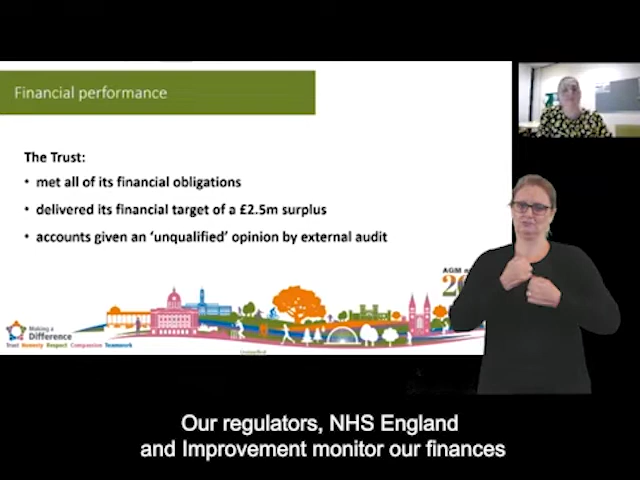 Financial performance
The Trust:
• met all of its financial obligations
• delivered its financial target of a £2.5m surplus
• accounts given an ‘unqualified’ opinion by external audit
AGM
Making a
Difference
Trust Honesty Respect Compassion Teamwork
Our regulators, NHS England
and Improvement monitor our finances